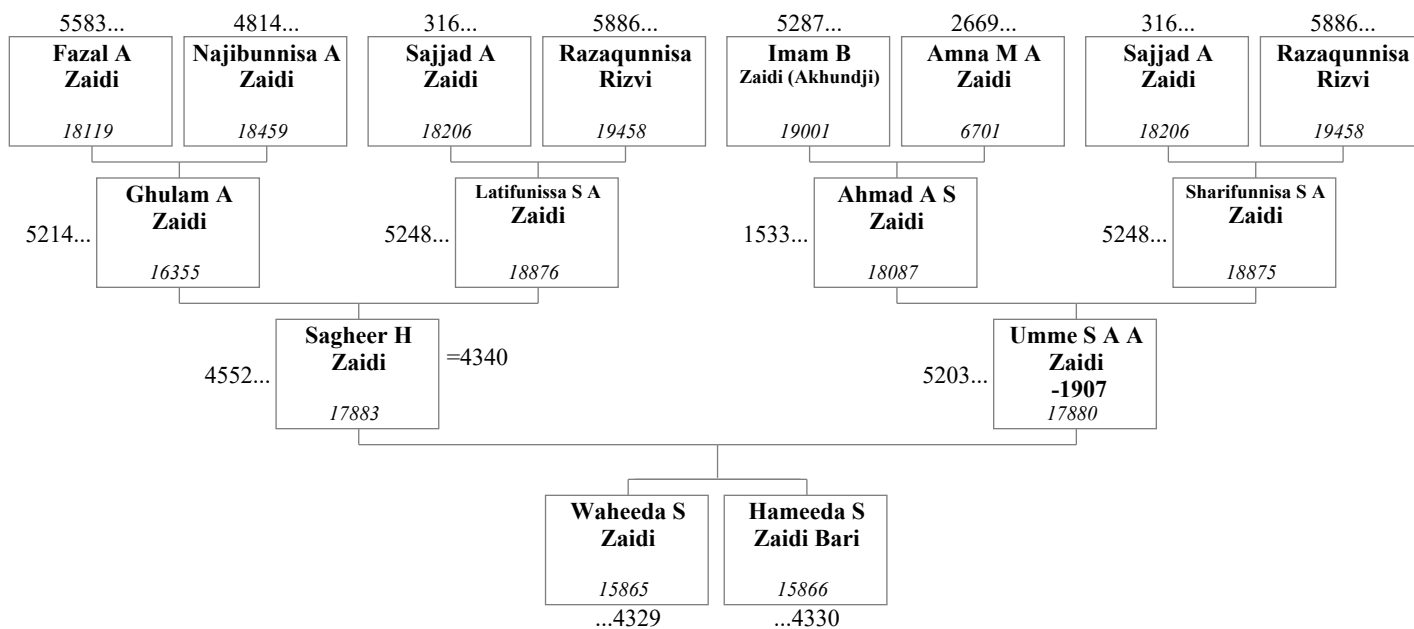 5583... 4814... 316... 5886... 5287... 2669... 316... 5886...
Fazal A
Zaidi
18119
Najibunnisa A
Zaidi
18459
Sajjad A
Zaidi
18206
Razaqunnisa
Rizvi
19458
Imam B
Zaidi (Akhundji)
19001
Amna M A
Zaidi
6701
Sajjad A
Zaidi
18206
Razaqunnisa
Rizvi
19458
5214...
Ghulam A
Zaidi
16355
5248...
Latifunissa S A
Zaidi
18876
1533...
Ahmad A S
Zaidi
18087
5248...
Sharifunnisa S A
Zaidi
18875
4552...
Sagheer H
Zaidi
17883
=4340
5203...
Umme S A A
Zaidi
-1907
17880
Waheeda S
Zaidi
15865
...4329
Hameeda S
Zaidi Bari
15866
...4330